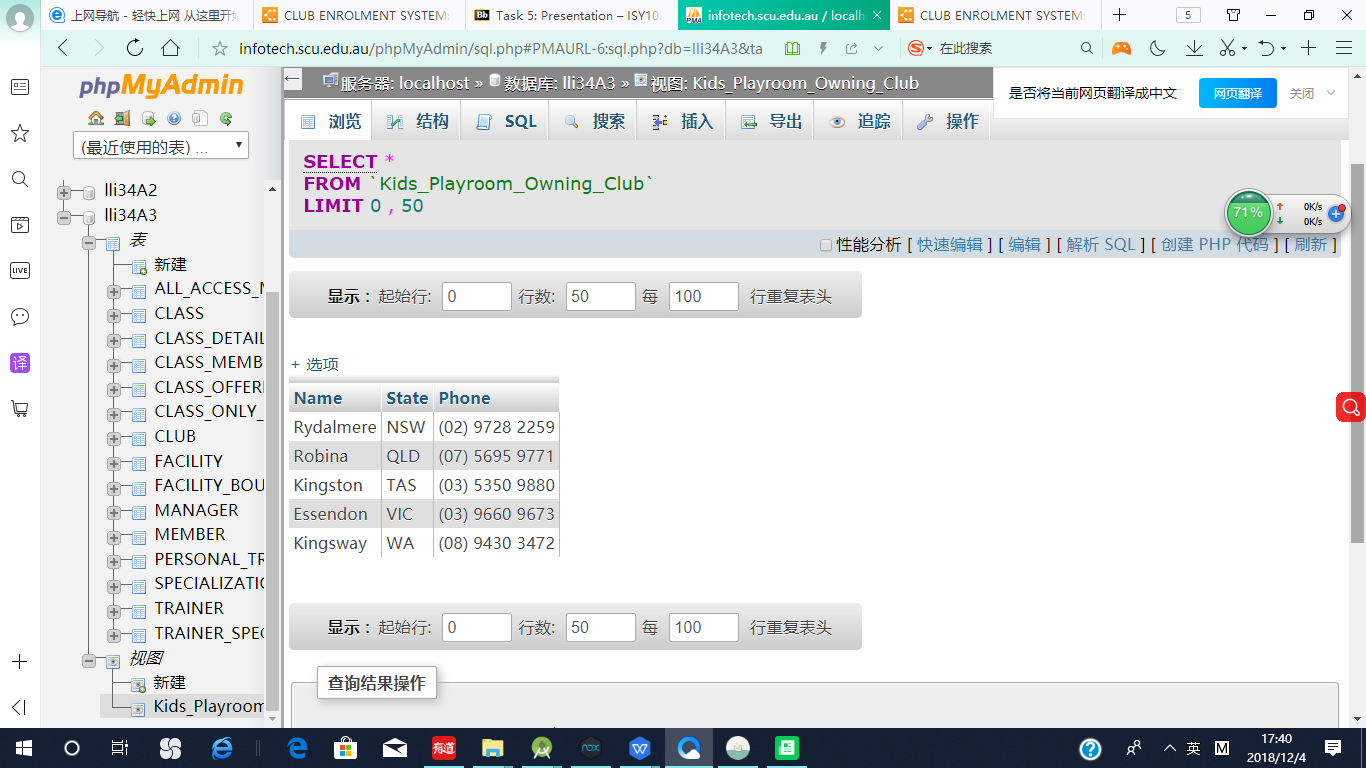 上网导航 - 轻快上网 从这里开始
CLUB ENROLMENT SYSTEM
Task 5: Presentation – ISY102
infotech.scu.edu.au / localh
CLUB ENROLMENT SYSTEM
5
infotech.scu.edu.au/phpMyAdmin/sql.php#PMAURL-6:sql.php?db=lli34A3&ta
在此搜索
phpMyAdmin
(最近使用的表) ...
lli34A2
lli34A3
表
新建
ALL_ACCESS_M
CLASS
CLASS_DETAIL
CLASS_MEMB
CLASS_OFFERI
CLASS_ONLY_
CLUB
FACILITY
FACILITY_BOU
MANAGER
MEMBER
PERSONAL_TR
SPECIALIZATIO
TRAINER
TRAINER_SPEC
视图
新建
Kids_Playroom
LIVE
译
服务器: localhost » 数据库: lli34A3 » 视图: Kids_Playroom_Owning_Club
是否将当前网页翻译成中文 网页翻译 关闭
浏览 结构 SQL 搜索 插入 导出 追踪 操作
SELECT *
FROM `Kids_Playroom_Owning_Club`
LIMIT 0 , 50
71% 0K/s
0K/s
性能分析 [ 快速编辑 ] [ 编辑 ] [ 解析 SQL ] [ 创建 PHP 代码 ] [ 刷新 ]
显示 : 起始行: 0 行数: 50 每 100 行重复表头
+ 选项
Name State Phone
Rydalmere NSW (02) 9728 2259
Robina QLD (07) 5695 9771
Kingston TAS (03) 5350 9880
Essendon VIC (03) 9660 9673
Kingsway WA (08) 9430 3472
显示 : 起始行: 0 行数: 50 每 100 行重复表头
查询结果操作
有道
nox
英 M
17:40
2018/12/4